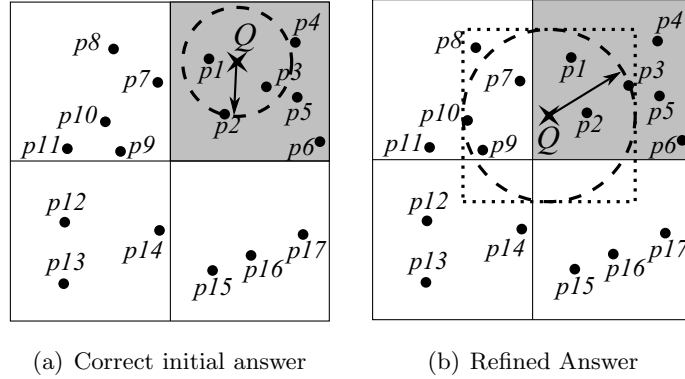 p8
Q
p4
p1
p3
p7
p5
p10
p2
p11
p9
p6
p12
p14
p17
p13
p16
p15
(a) Correct initial answer
p8
p4
p1
p3
p7
p5
p10
p2
p11
p9
Q
p6
p12
p14
p17
p13
p16
p15
(b) Refined Answer